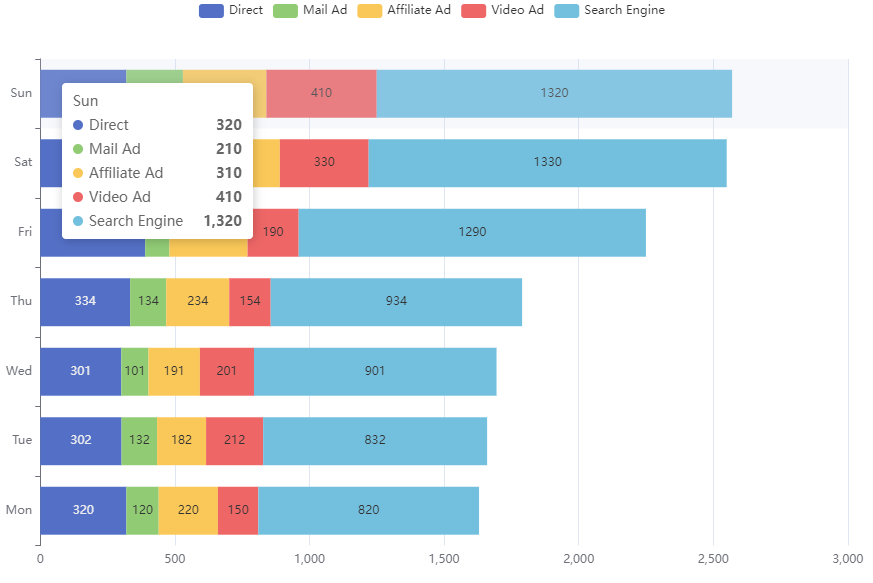 Direct Mail Ad Affiliate Ad Video Ad Search Engine
Sun 410 1320
Sun
Direct 320
Mail Ad 210
Affiliate Ad 310
Video Ad 410
Search Engine 1,320
Sat 330 1330
Fri 190 1290
Thu 334 134 234 154 934
Wed 301 101 191 201 901
Tue 302 132 182 212 832
Mon 320 120 220 150 820
0 500 1,000 1,500 2,000 2,500 3,000